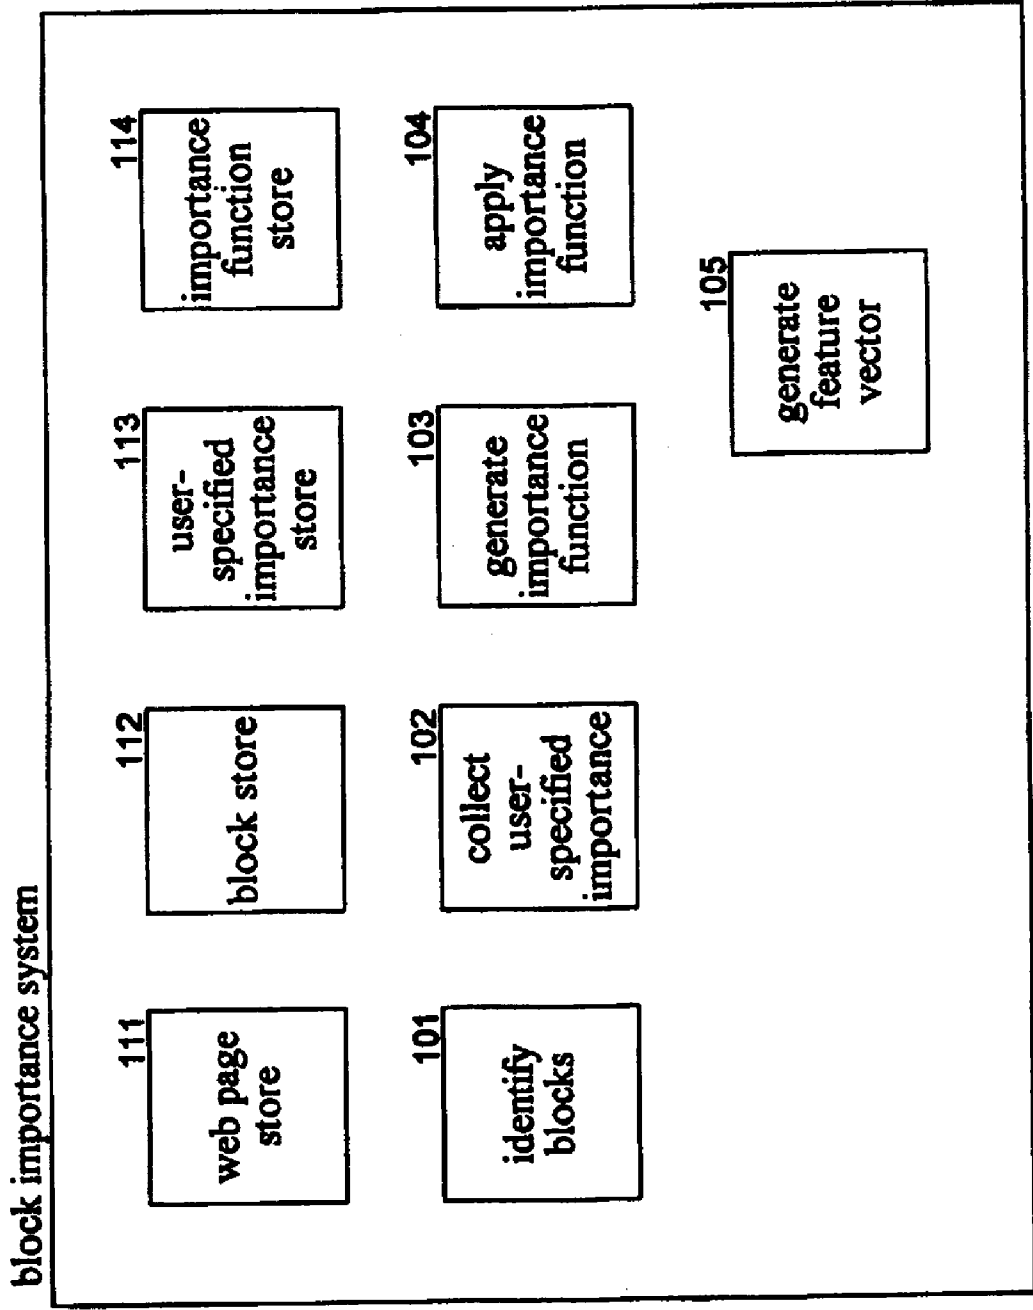 block importance system
111
web page
store
112
block store
113
user-
specified
importance
store
114
importance
function
store
101
identify
blocks
102
collect
user-
specified
importance
103
generate
importance
function
104
apply
importance
function
105
generate
feature
vector